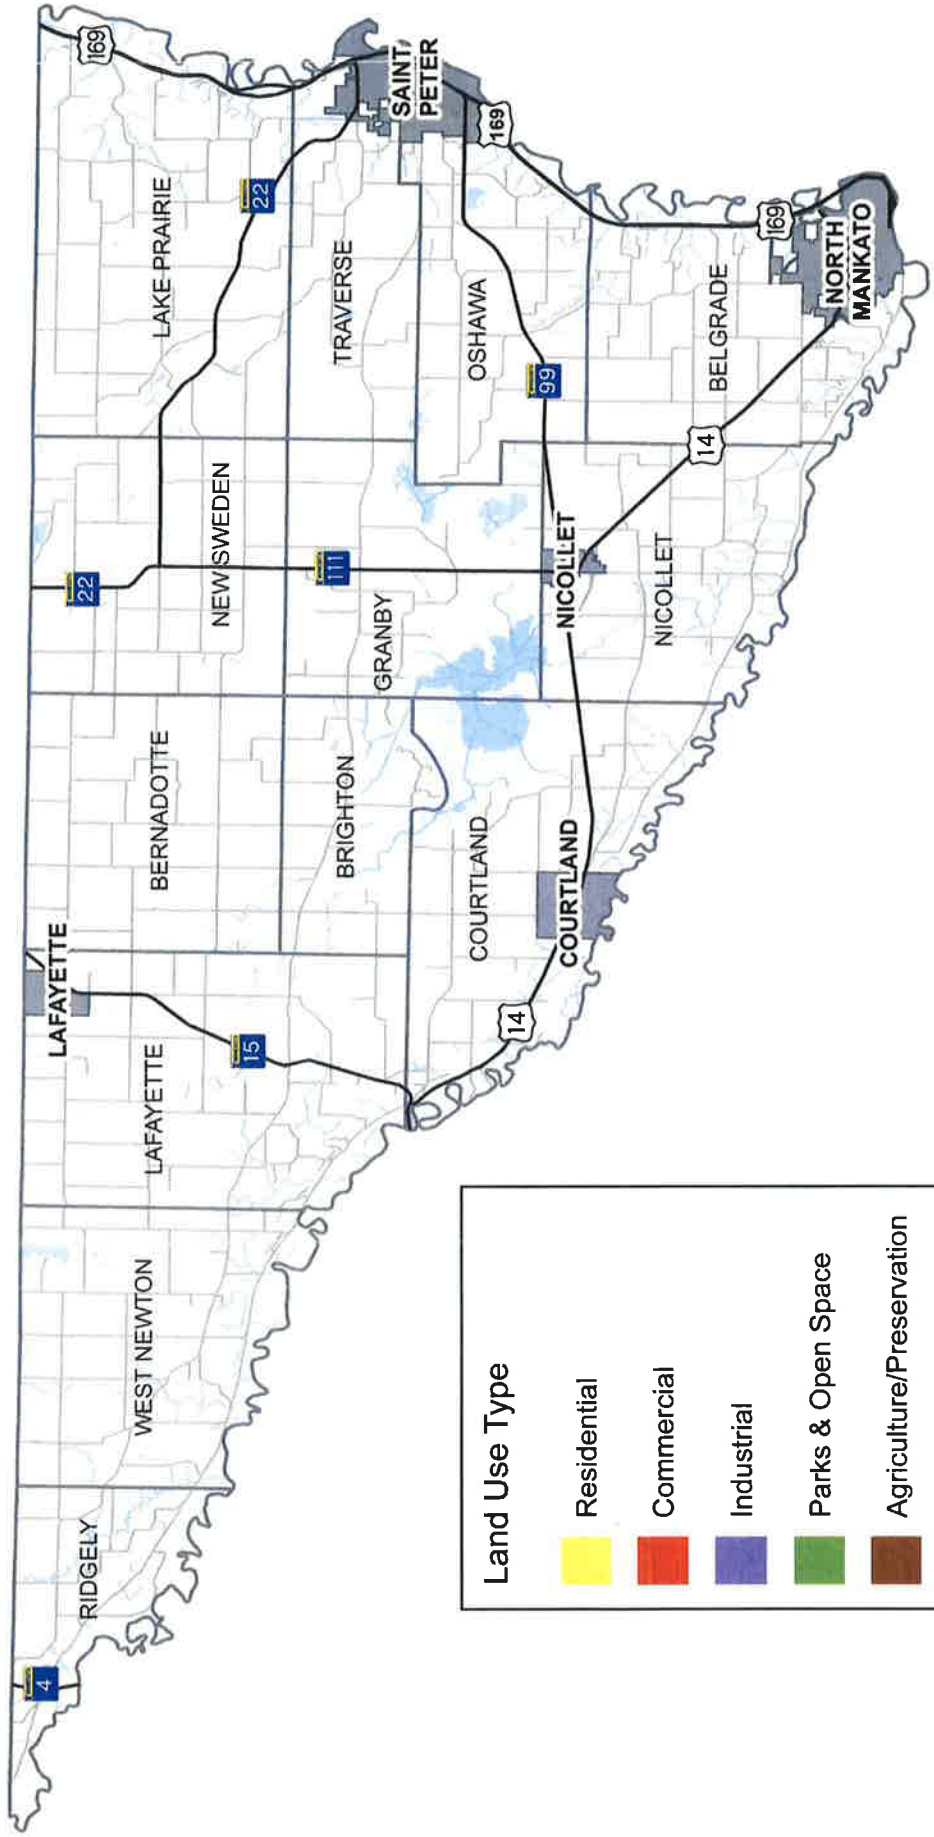 4
RIDGELY
WEST NEWTON
LAFAYETTE
LAFAYETTE
15
BERNADOTTE
BRIGHTON
COURTLAND
COURTLAND
14
22
NEW SWEDEN
111
GRANBY
NICOLLET
NICOLLET
LAKE PRAIRIE
22
169
TRAVERSE
SAINT
PETER
OSHAWA
99
169
BELGRADE
14
169
NORTH
MANKATO
Land Use Type
Residential
Commercial
Industrial
Parks & Open Space
Agriculture/Preservation